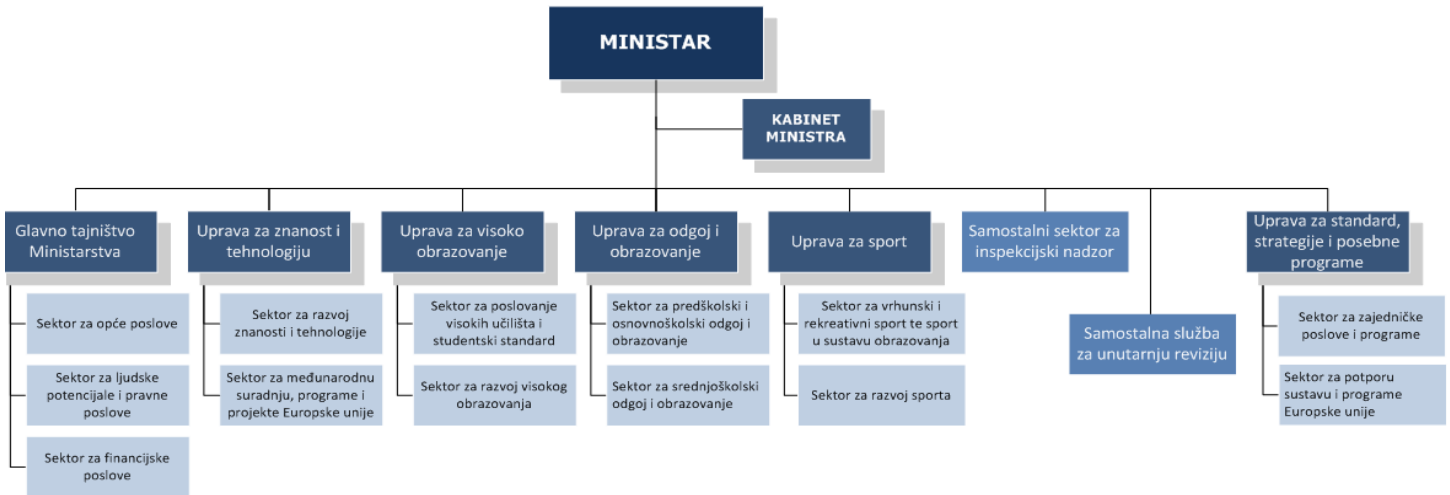 MINISTAR
KABINET
MINISTRA
Glavno tajništvo
Ministarstva
Sektor za opće poslove
Sektor za ljudske
potencijale i pravne
poslove
Sektor za financijske
poslove
Uprava za znanost i
tehnologiju
Sektor za razvoj
znanosti i tehnologije
Sektor za međunarodnu
suradnju, programe i
projekte Europske unije
Uprava za visoko
obrazovanje
Sektor za poslovanje
visokih učilišta i
studentski standard
Sektor za razvoj visokog
obrazovanja
Uprava za odgoj i
obrazovanje
Sektor za predškolski i
osnovnoškolski odgoj i
obrazovanje
Sektor za srednjoškolski
odgoj i obrazovanje
Uprava za sport
Sektor za vrhunski i
rekreativni sport te sport
u sustavu obrazovanja
Sektor za razvoj sporta
Samostalni sektor za
inspekcijski nadzor
Samostalna služba
za unutarnju reviziju
Uprava za standard,
strategije i posebne
programe
Sektor za zajedničke
poslove i programe
Sektor za potporu
sustavu i programe
Europske unije